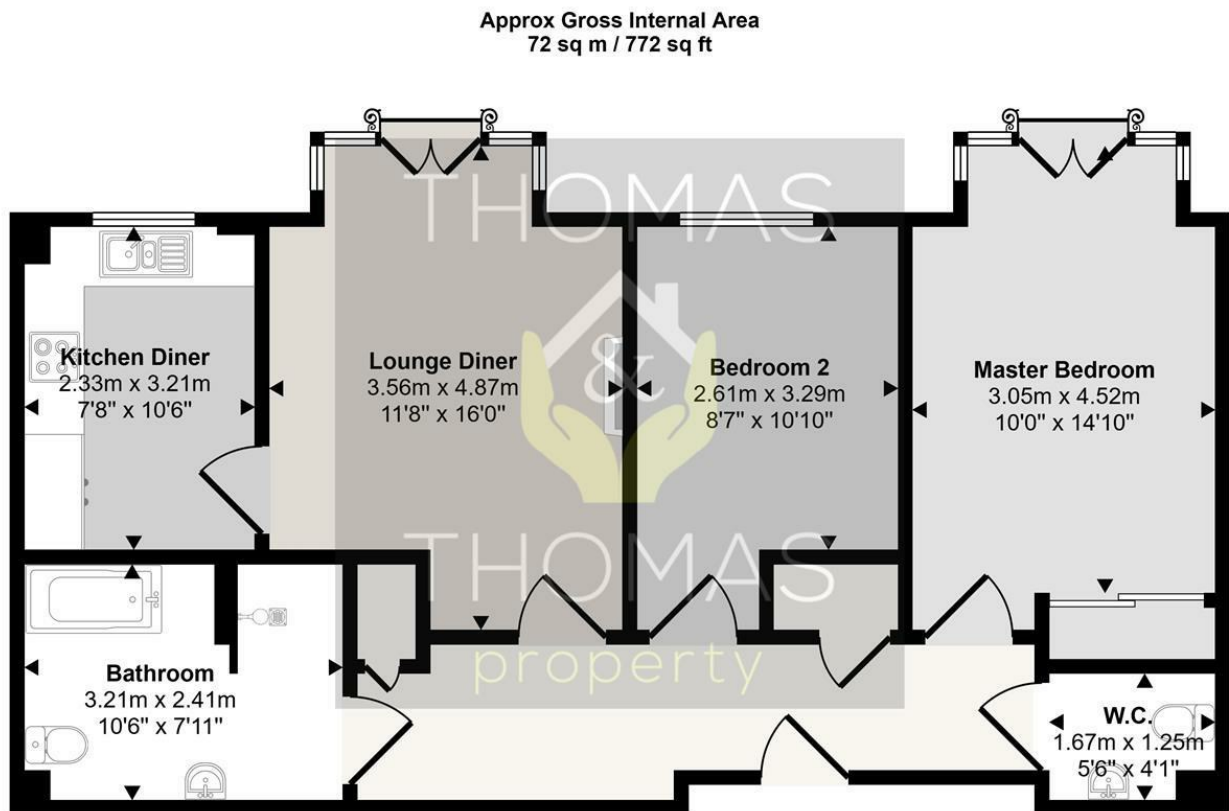 Approx Gross Internal Area
72 sq m / 772 sq ft
THOMAS
&
THOMAS
property
Kitchen Diner
2.33m x 3.21m
7'8" x 10'6"
Lounge Diner
3.56m x 4.87m
11'8" x 16'0"
Bedroom 2
2.61m x 3.29m
8'7" x 10'10"
Master Bedroom
3.05m x 4.52m
10'0" x 14'10"
Bathroom
3.21m x 2.41m
10'6" x 7'11"
W.C.
1.67m x 1.25m
5'6" x 4'1"